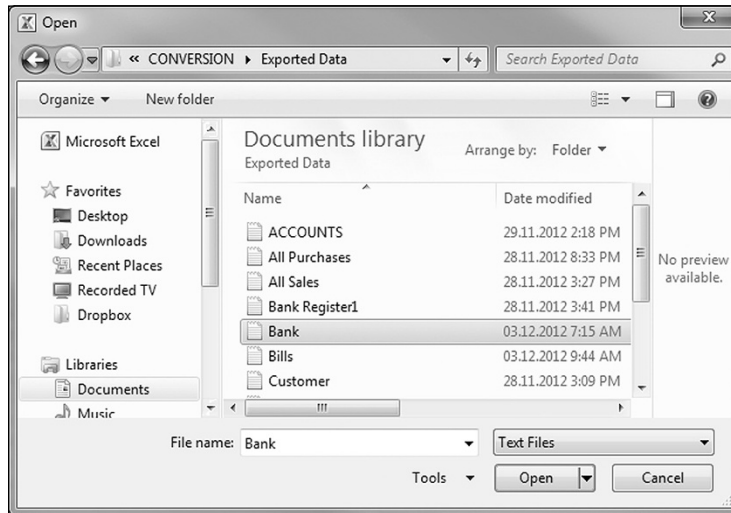 Open
« CONVERSION ▸ Exported Data
Search Exported Data
Organize ▾ New folder
Microsoft Excel
Favorites
Desktop
Downloads
Recent Places
Recorded TV
Dropbox
Libraries
Documents
Music
Documents library
Exported Data
Arrange by: Folder ▾
Name Date modified
ACCOUNTS 29.11.2012 2:18 PM
All Purchases 28.11.2012 8:33 PM
All Sales 28.11.2012 3:27 PM
Bank Register1 28.11.2012 3:41 PM
Bank 03.12.2012 7:15 AM
Bills 03.12.2012 9:44 AM
Customer 28.11.2012 3:09 PM
No preview
available.
File name: Bank Text Files
Tools Open Cancel